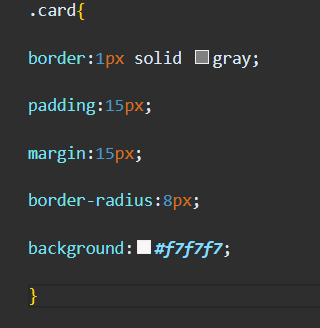 .card{
border:1px solid gray;
padding:15px;
margin:15px;
border-radius:8px;
background:#f7f7f7;
}